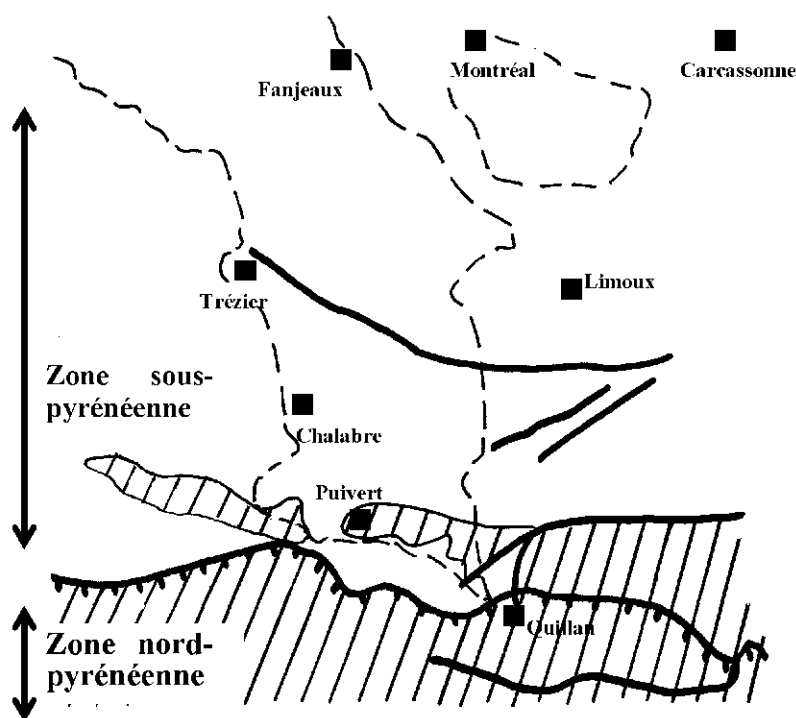 Fanjeaux
Montréal
Carcassonne
Trézier
Limoux
Zone sous-
pyrénéenne
Chalabre
Puivert
Quillan
Zone nord-
pyrénéenne